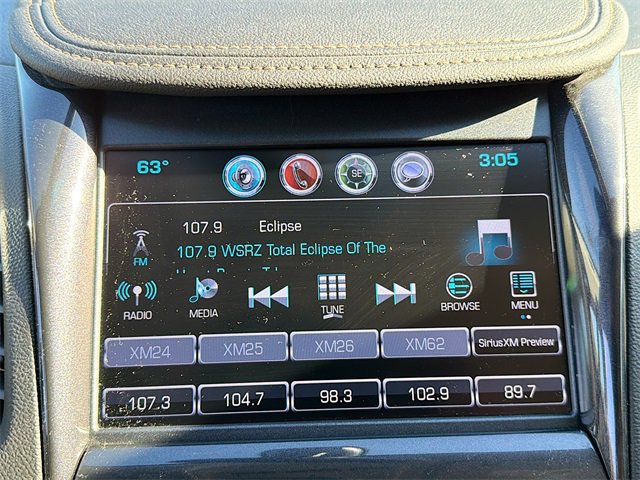 63° SE 3:05
107.9 Eclipse
FM 107.9 WSRZ Total Eclipse Of The
RADIO MEDIA TUNE BROWSE MENU
XM24 XM25 XM26 XM62 SiriusXM Preview
107.3 104.7 98.3 102.9 89.7